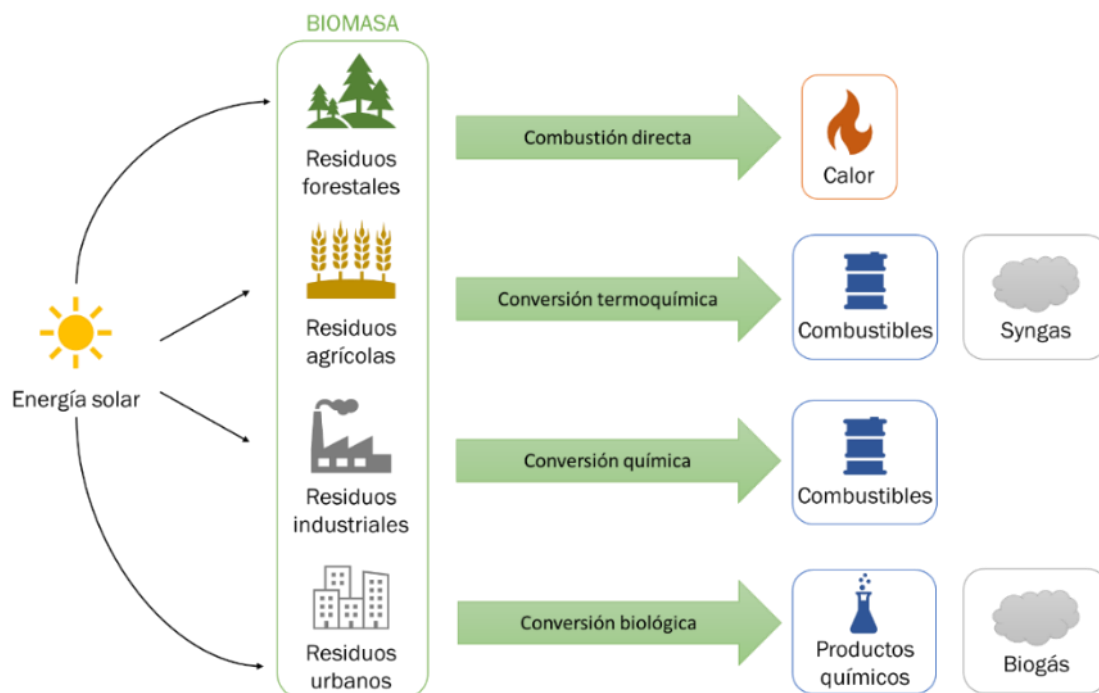 BIOMASA
Residuos
forestales
Combustión directa
Calor
Residuos
agrícolas
Conversión termoquímica
Combustibles
Syngas
Energía solar
Residuos
industriales
Conversión química
Combustibles
Residuos
urbanos
Conversión biológica
Productos
químicos
Biogás